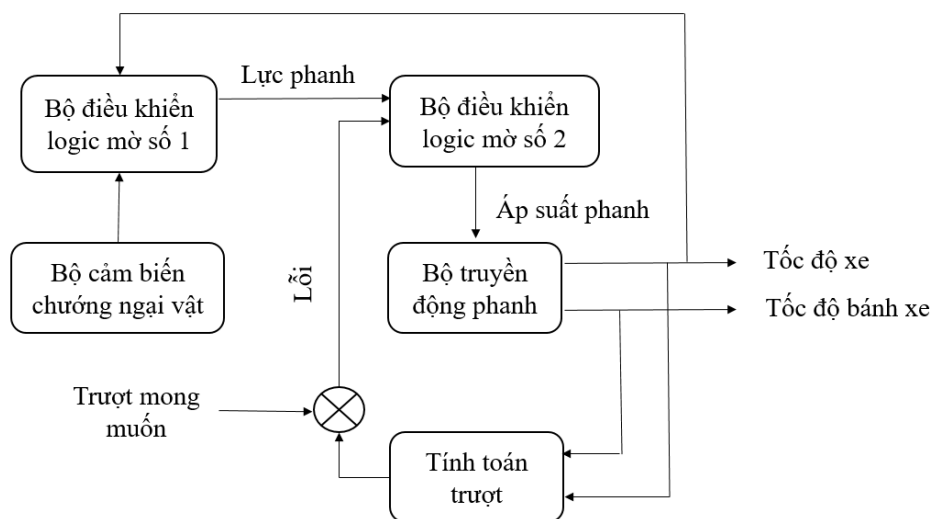 Lực phanh
Bộ điều khiển
logic mờ số 1
Bộ điều khiển
logic mờ số 2
Áp suất phanh
Bộ cảm biến
chướng ngại vật
Lỗi
Bộ truyền
động phanh
Tốc độ xe
Tốc độ bánh xe
Trượt mong
muốn
Tính toán
trượt